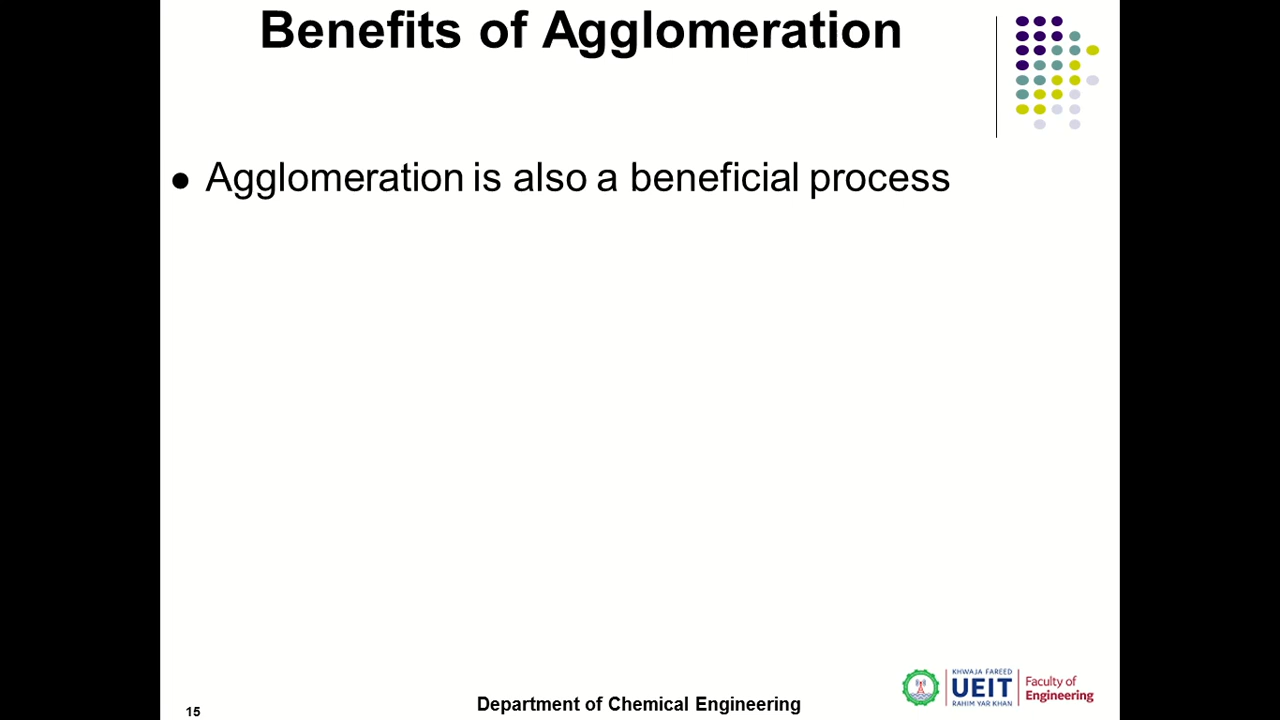 Benefits of Agglomeration
● Agglomeration is also a beneficial process
15
Department of Chemical Engineering
KHWAJA FAREED
UEIT
RAHIM YAR KHAN
Faculty of
Engineering